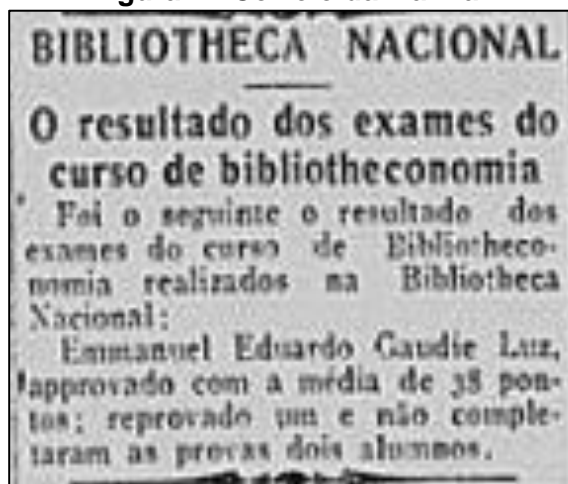 BIBLIOTHECA NACIONAL
O resultado dos exames do
curso de bibliotheconomia
Foi o seguinte o resultado dos
exames do curso de Bibliotheco-
nomia realizados na Bibliotheca
Nacional:
Emmanuel Eduardo Gaudie Luz,
approvado com a média de 38 pon-
tos; reprovado um e não comple-
taram as provas dois alumnos.